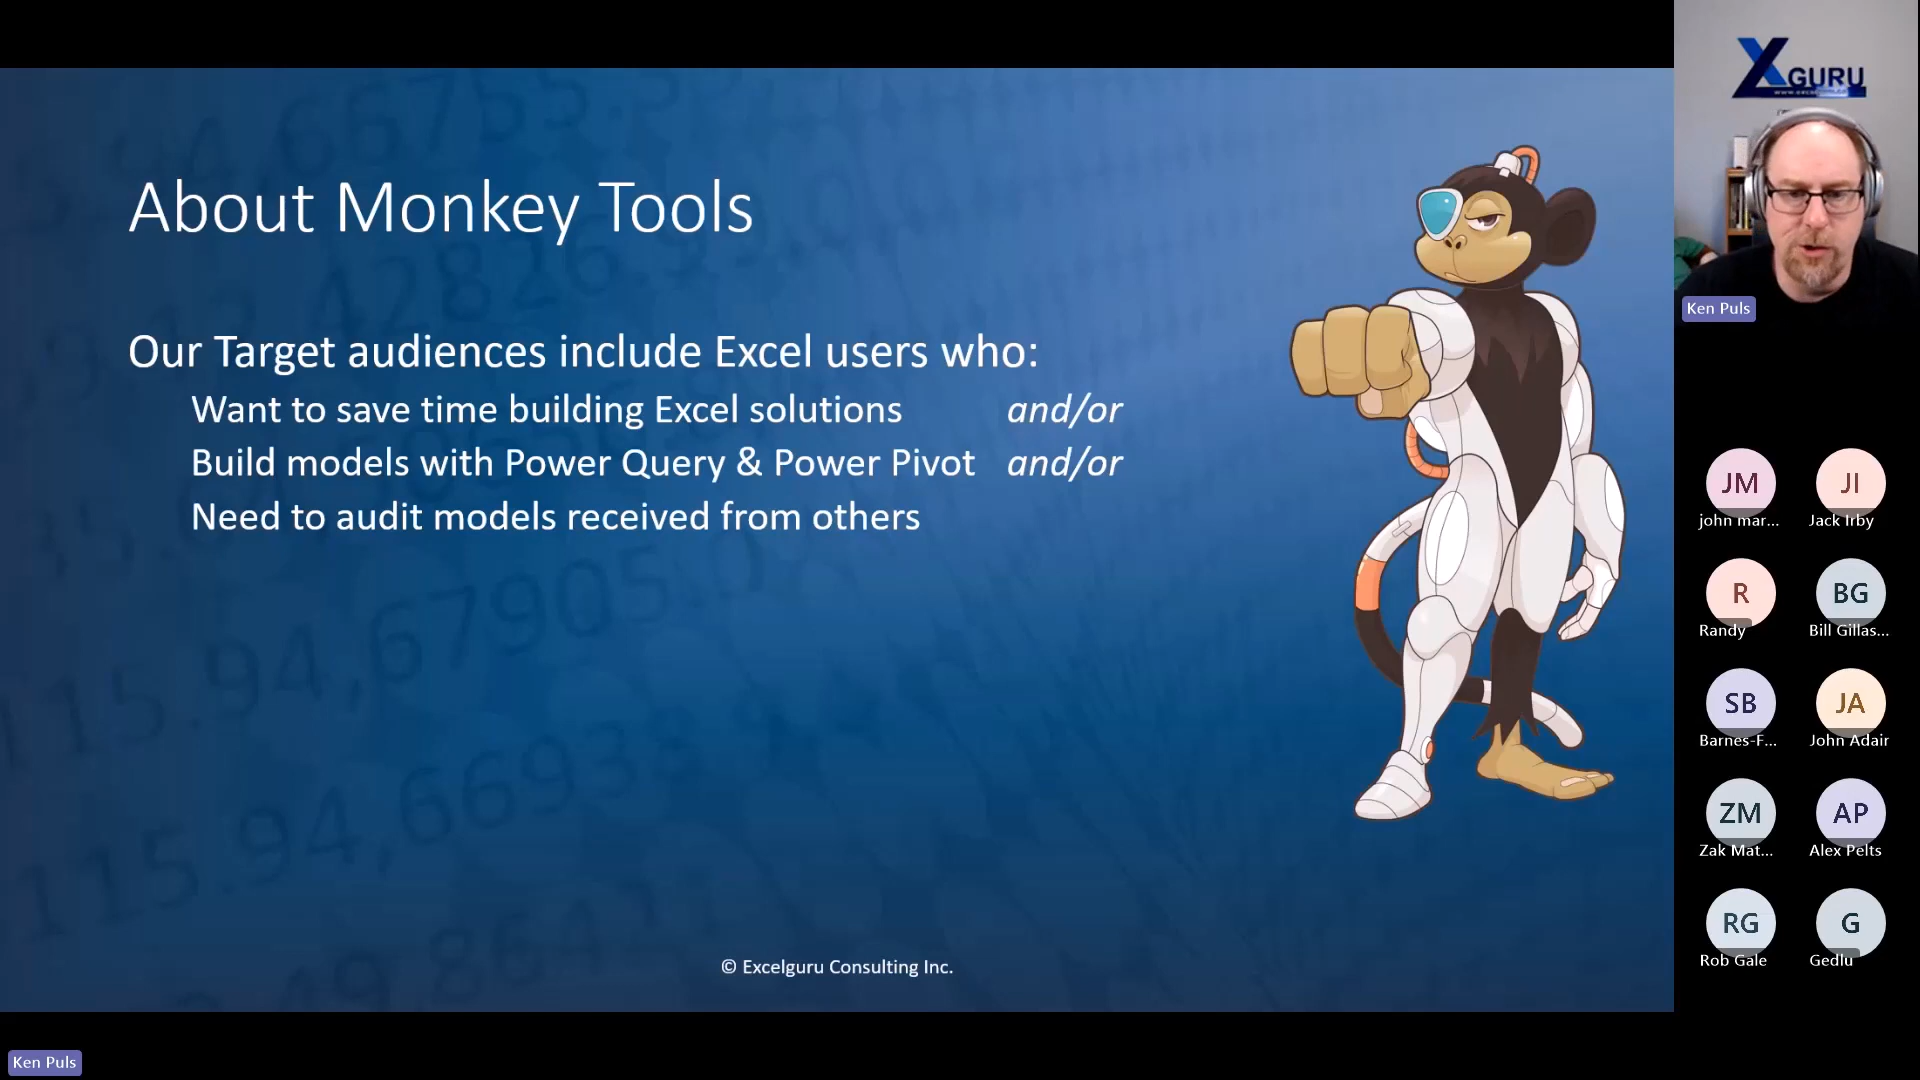 About Monkey Tools
Our Target audiences include Excel users who:
Want to save time building Excel solutions and/or
Build models with Power Query & Power Pivot and/or
Need to audit models received from others
© Excelguru Consulting Inc.
Ken Puls
XGURU
Ken Puls
JM
john mar...
JI
Jack Irby
R
Randy
BG
Bill Gillas...
SB
Barnes-F...
JA
John Adair
ZM
Zak Mat...
AP
Alex Pelts
RG
Rob Gale
G
Gedlu